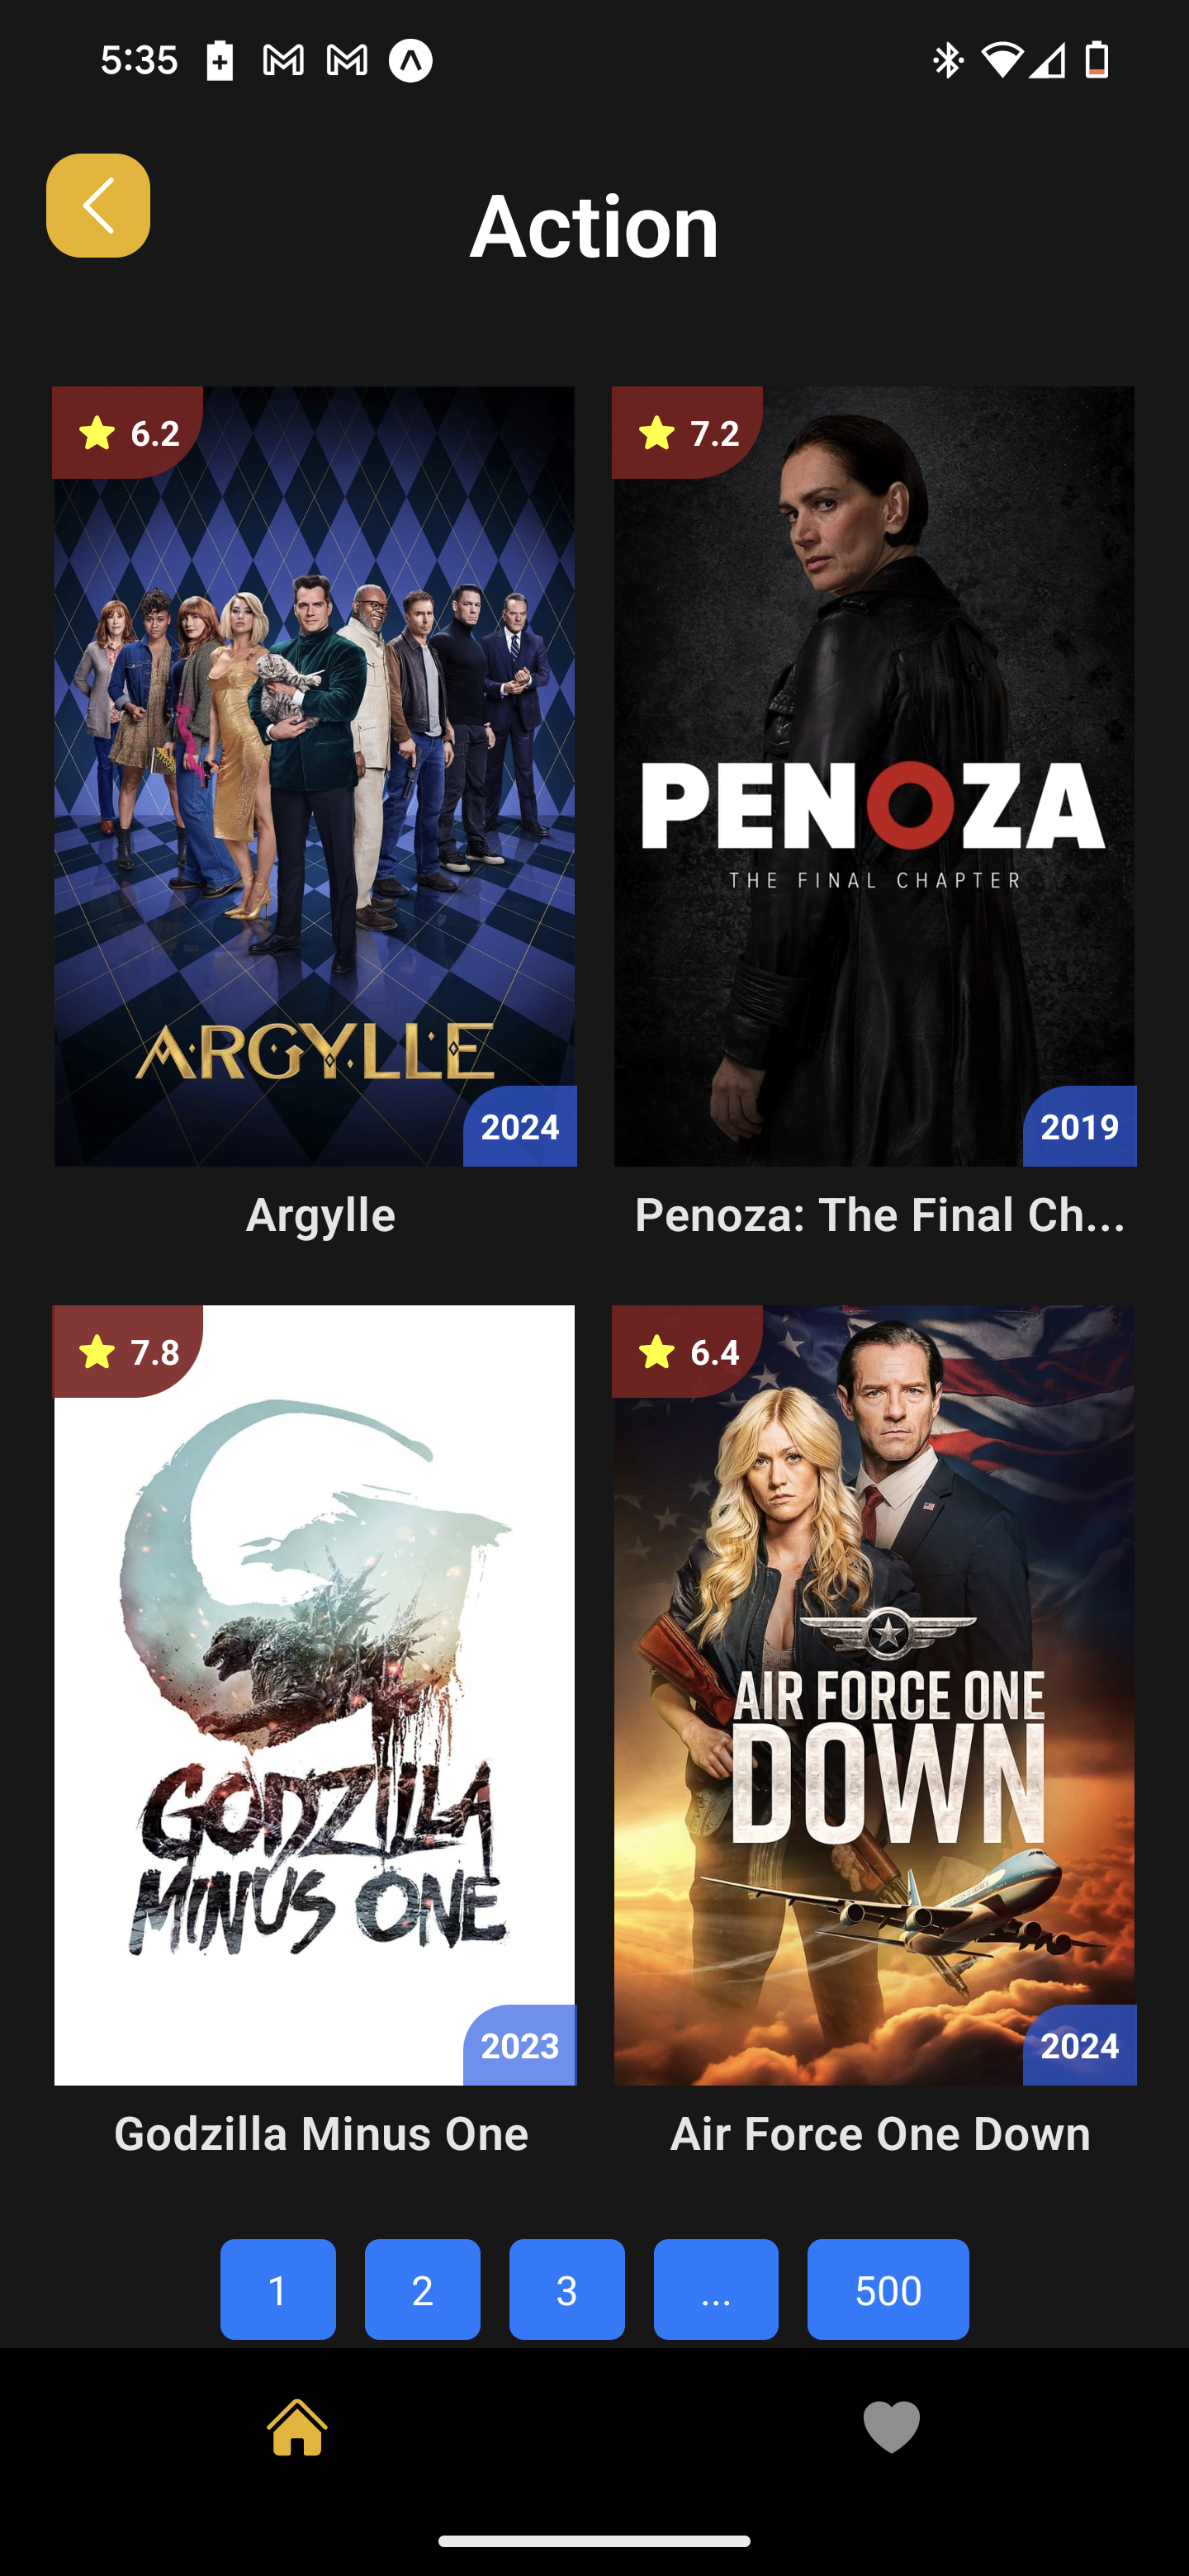 5:35
Action
6.2
7.2
ARGYLLE
PENOZA
THE FINAL CHAPTER
2024
2019
Argylle
Penoza: The Final Ch...
7.8
6.4
GODZILLA
MINUS ONE
AIR FORCE ONE
DOWN
2023
2024
Godzilla Minus One
Air Force One Down
1
2
3
...
500